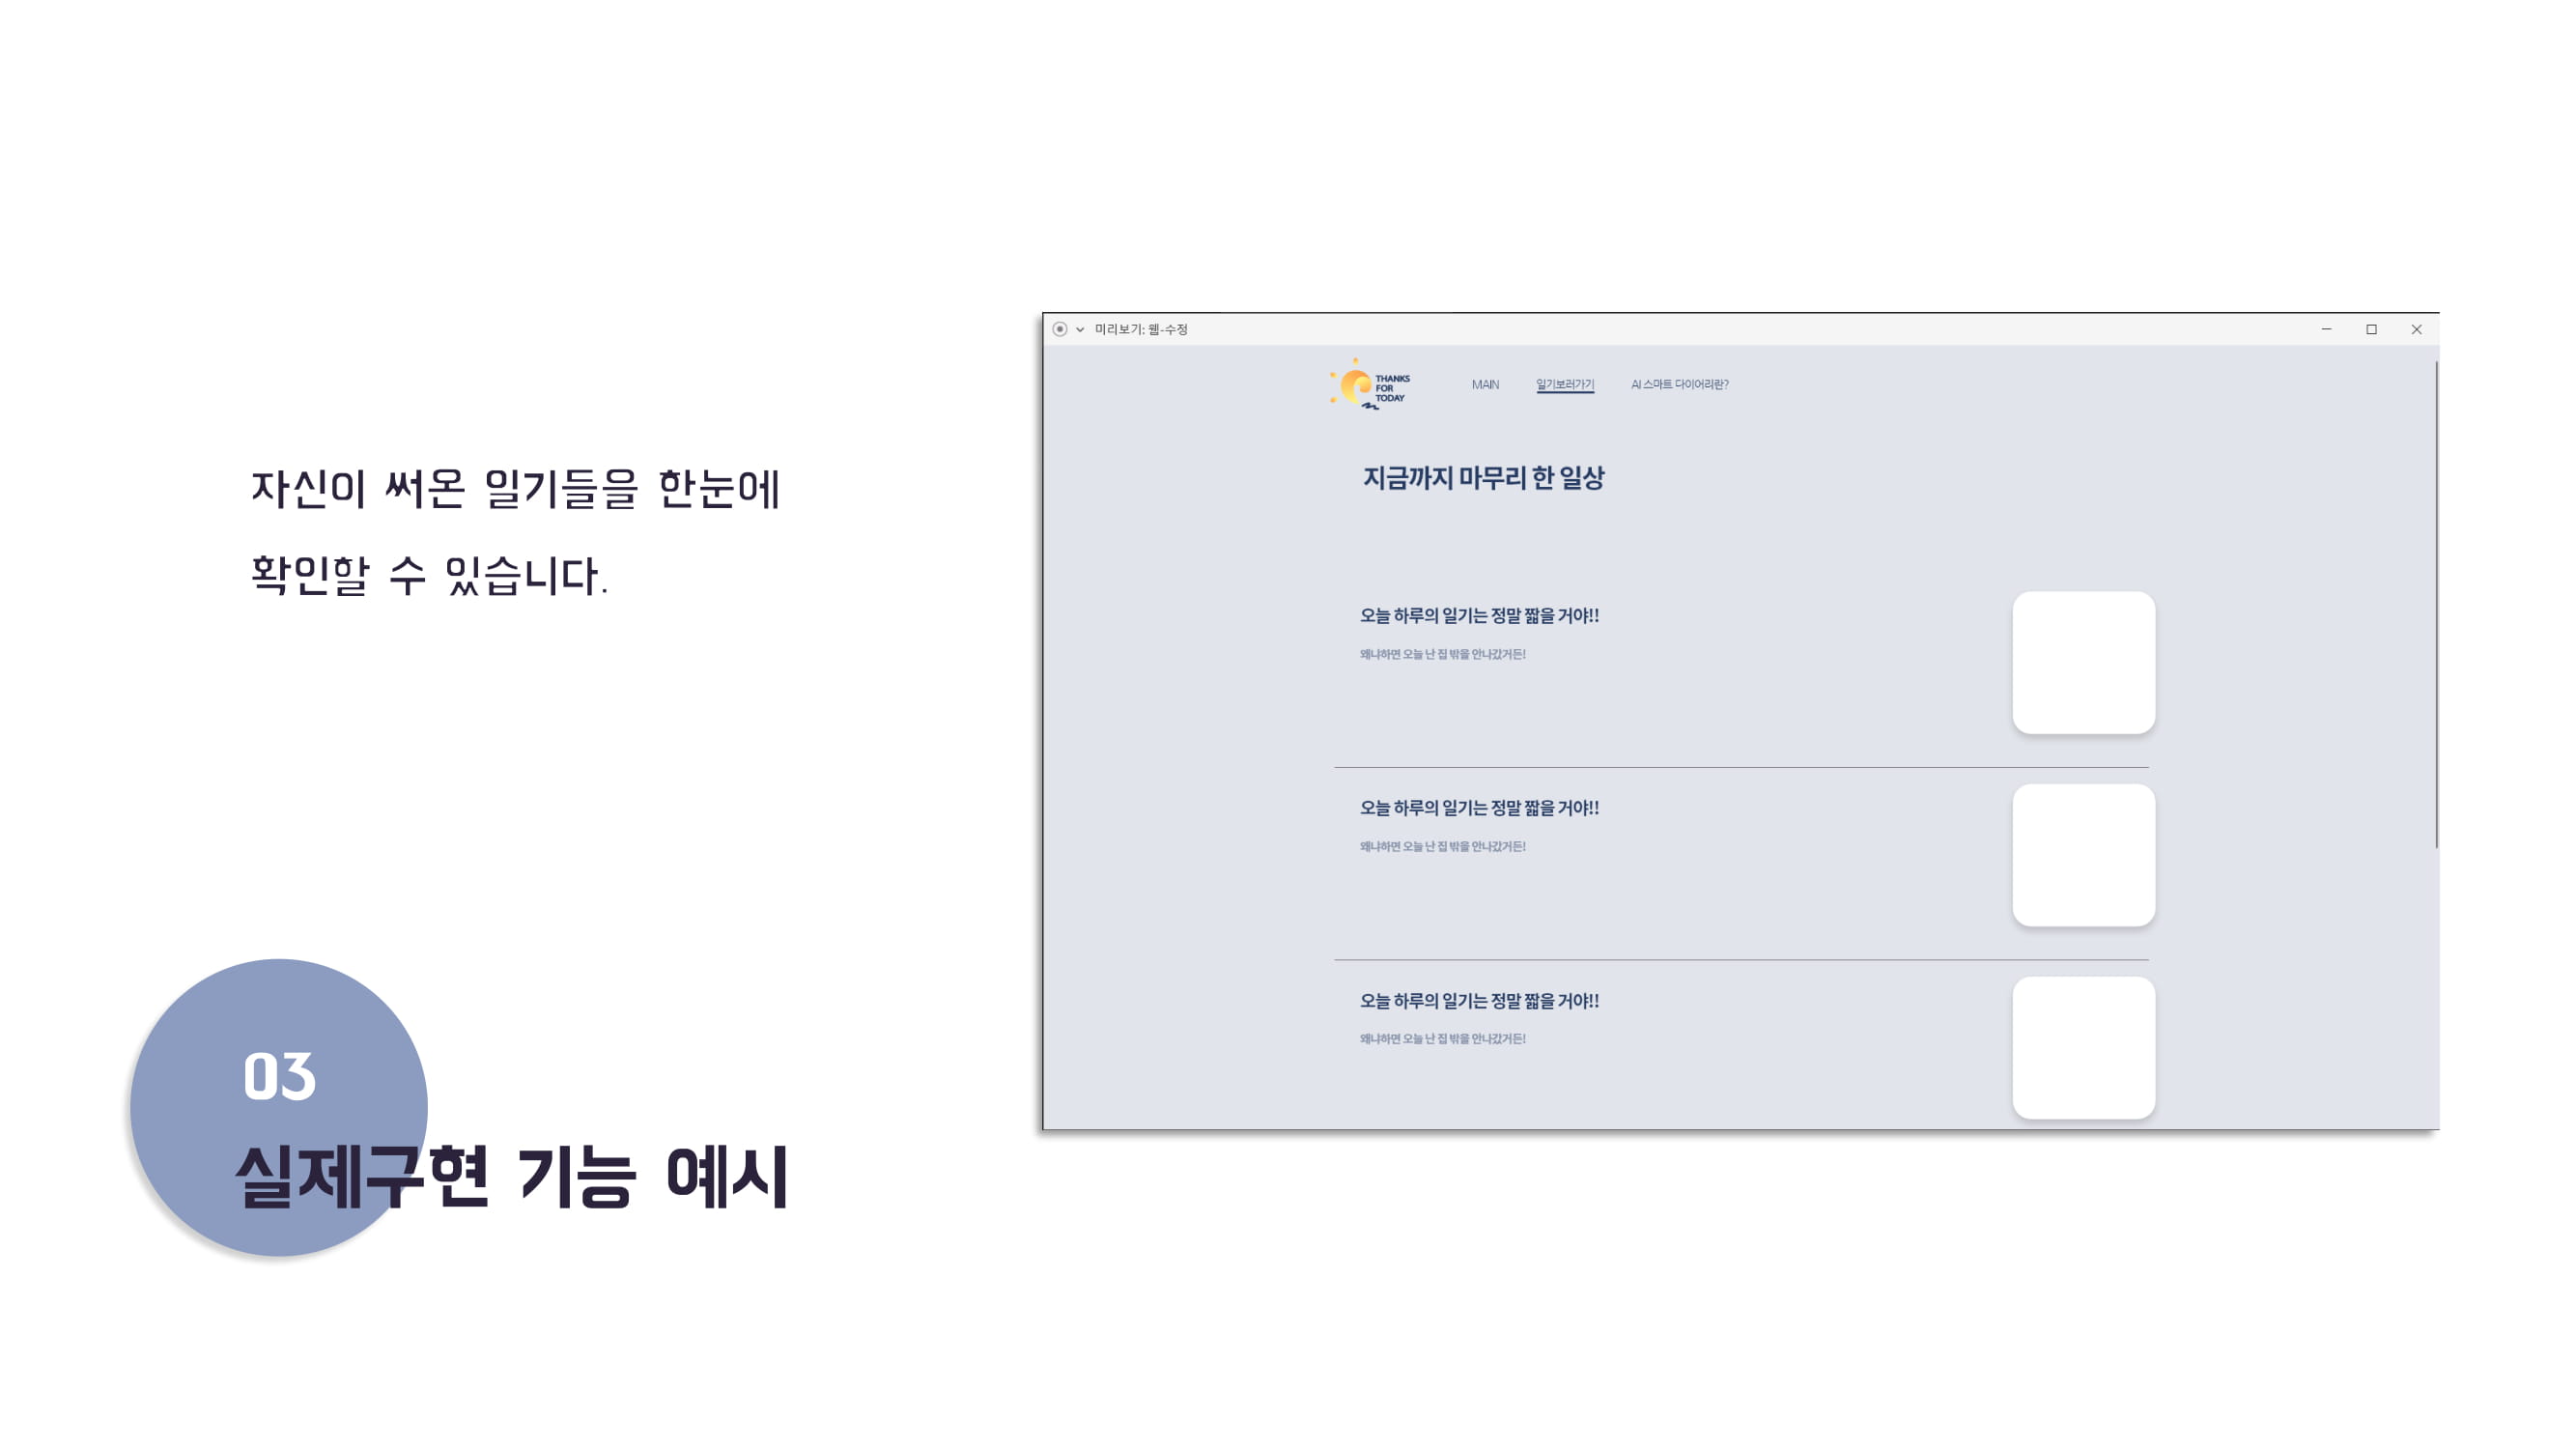 자신이 써온 일기들을 한눈에
확인할 수 있습니다.
03
실제구현 기능 예시
미리보기: 웹-수정
THANKS
FOR
TODAY
MAIN 일기보러가기 AI 스마트 다이어리란?
지금까지 마무리 한 일상
오늘 하루의 일기는 정말 짧을 거야!!
왜냐하면 오늘 난 집 밖을 안나갔거든!
오늘 하루의 일기는 정말 짧을 거야!!
왜냐하면 오늘 난 집 밖을 안나갔거든!
오늘 하루의 일기는 정말 짧을 거야!!
왜냐하면 오늘 난 집 밖을 안나갔거든!